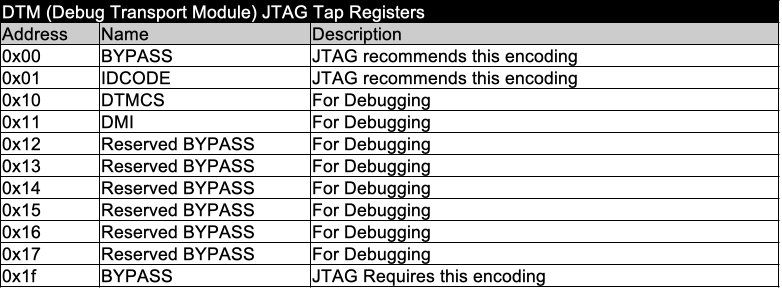 DTM (Debug Transport Module) JTAG Tap Registers
Address Name Description
0x00 BYPASS JTAG recommends this encoding
0x01 IDCODE JTAG recommends this encoding
0x10 DTMCS For Debugging
0x11 DMI For Debugging
0x12 Reserved BYPASS For Debugging
0x13 Reserved BYPASS For Debugging
0x14 Reserved BYPASS For Debugging
0x15 Reserved BYPASS For Debugging
0x16 Reserved BYPASS For Debugging
0x17 Reserved BYPASS For Debugging
0x1f BYPASS JTAG Requires this encoding